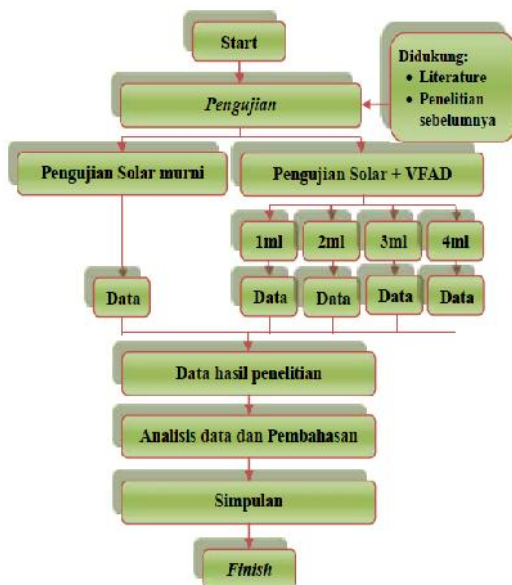 Start
Didukung:
• Literature
• Penelitian
sebelumnya
Pengujian
Pengujian Solar murni
Pengujian Solar + VFAD
1ml
2ml
3ml
4ml
Data
Data
Data
Data
Data
Data hasil penelitian
Analisis data dan Pembahasan
Simpulan
Finish